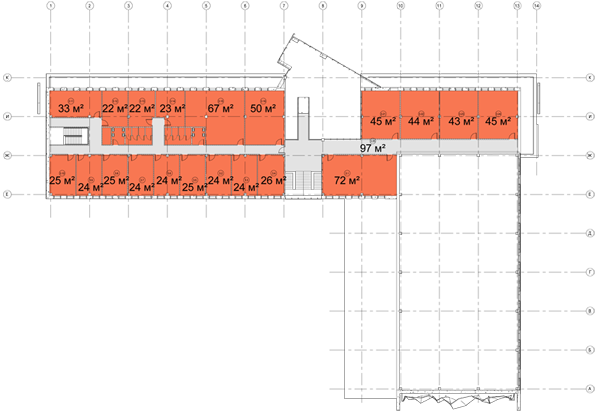 1 2 3 4 5 6 7 8 9 10 11 12 13 14
К К
33 м² 22 м² 22 м² 23 м² 67 м² 50 м²
45 м² 44 м² 43 м² 45 м²
И И
97 м²
Ж Ж
25 м² 24 м² 25 м² 24 м² 24 м² 25 м² 24 м² 24 м² 26 м² 72 м²
Е Е
Д
Г
В
Б
А